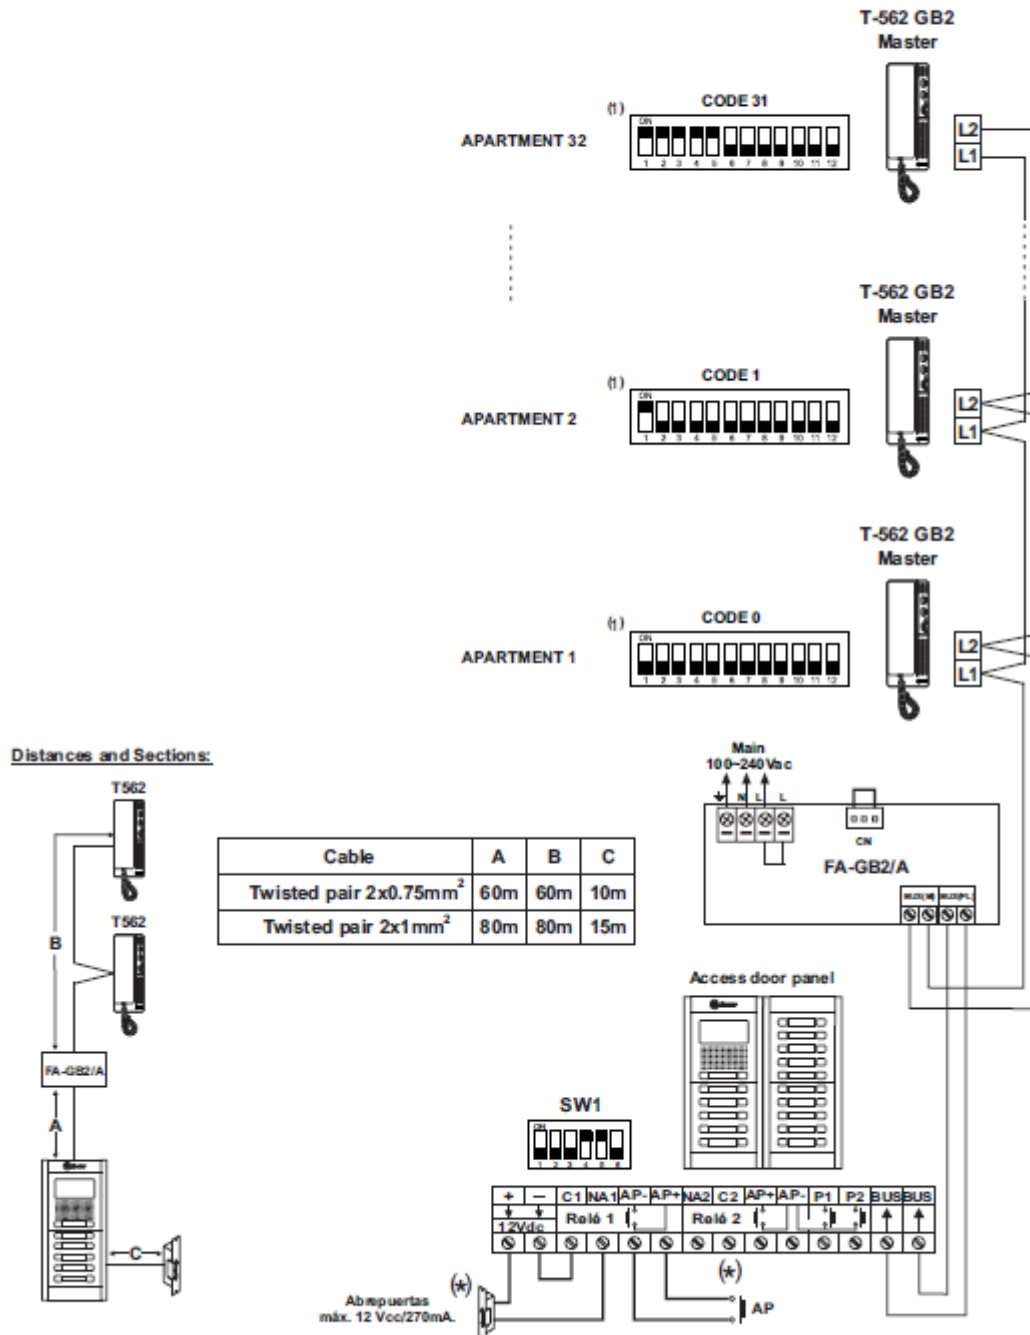 T-562 GB2
Master
(1)
CODE 31
ON
1 2 3 4 5 6 7 8 9 10 11 12
APARTMENT 32
L2
L1
T-562 GB2
Master
(1)
CODE 1
ON
1 2 3 4 5 6 7 8 9 10 11 12
APARTMENT 2
L2
L1
T-562 GB2
Master
(1)
CODE 0
ON
1 2 3 4 5 6 7 8 9 10 11 12
APARTMENT 1
L2
L1
Distances and Sections:
T562
T562
B
FA-GB2/A
A
C
Cable A B C
Twisted pair 2x0.75mm² 60m 60m 10m
Twisted pair 2x1mm² 80m 80m 15m
Main
100~240Vac
N L L
CN
FA-GB2/A
BUS(M) BUS(PL)
Access door panel
SW1
ON
1 2 3 4 5 6
+ — C1 NA1 AP- AP+ NA2 C2 AP+ AP- P1 P2 BUS BUS
12Vdc Reló 1 Reló 2
(*)
(*)
Abrepuertas
máx. 12 Vcc/270mA.
AP